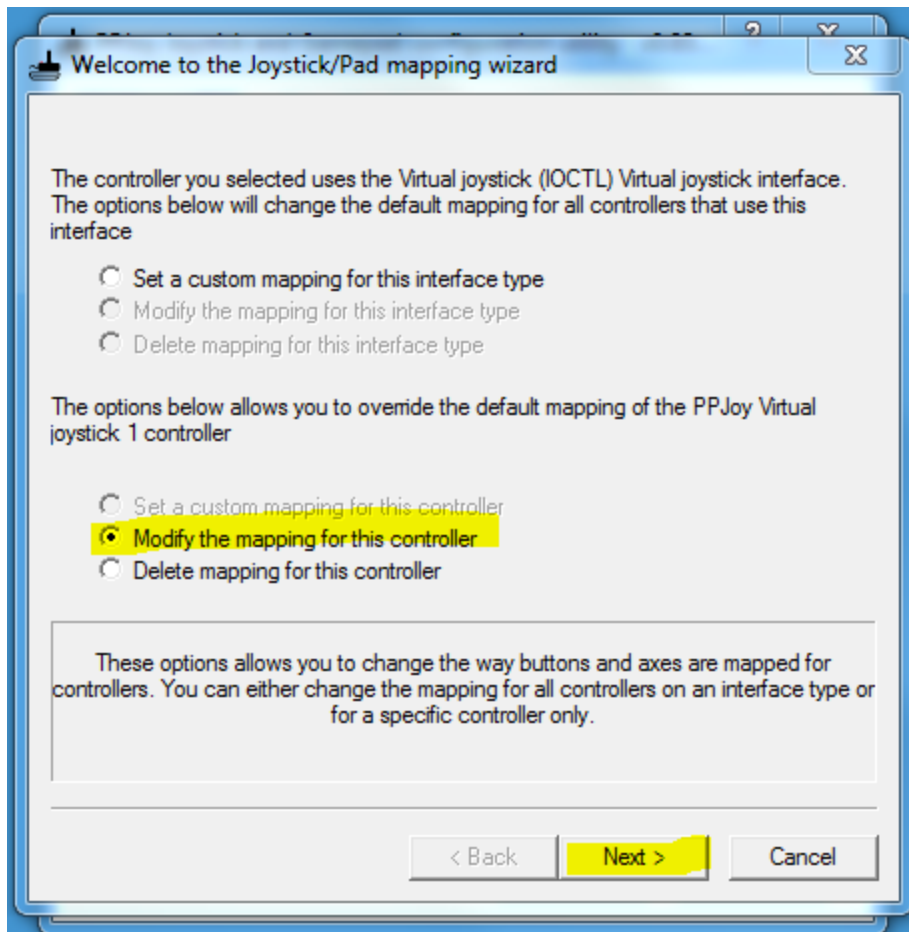 Welcome to the Joystick/Pad mapping wizard
The controller you selected uses the Virtual joystick (IOCTL) Virtual joystick interface.
The options below will change the default mapping for all controllers that use this
interface
Set a custom mapping for this interface type
Modify the mapping for this interface type
Delete mapping for this interface type
The options below allows you to override the default mapping of the PPJoy Virtual
joystick 1 controller
Set a custom mapping for this controller
Modify the mapping for this controller
Delete mapping for this controller
These options allows you to change the way buttons and axes are mapped for
controllers. You can either change the mapping for all controllers on an interface type or
for a specific controller only.
< Back Next > Cancel